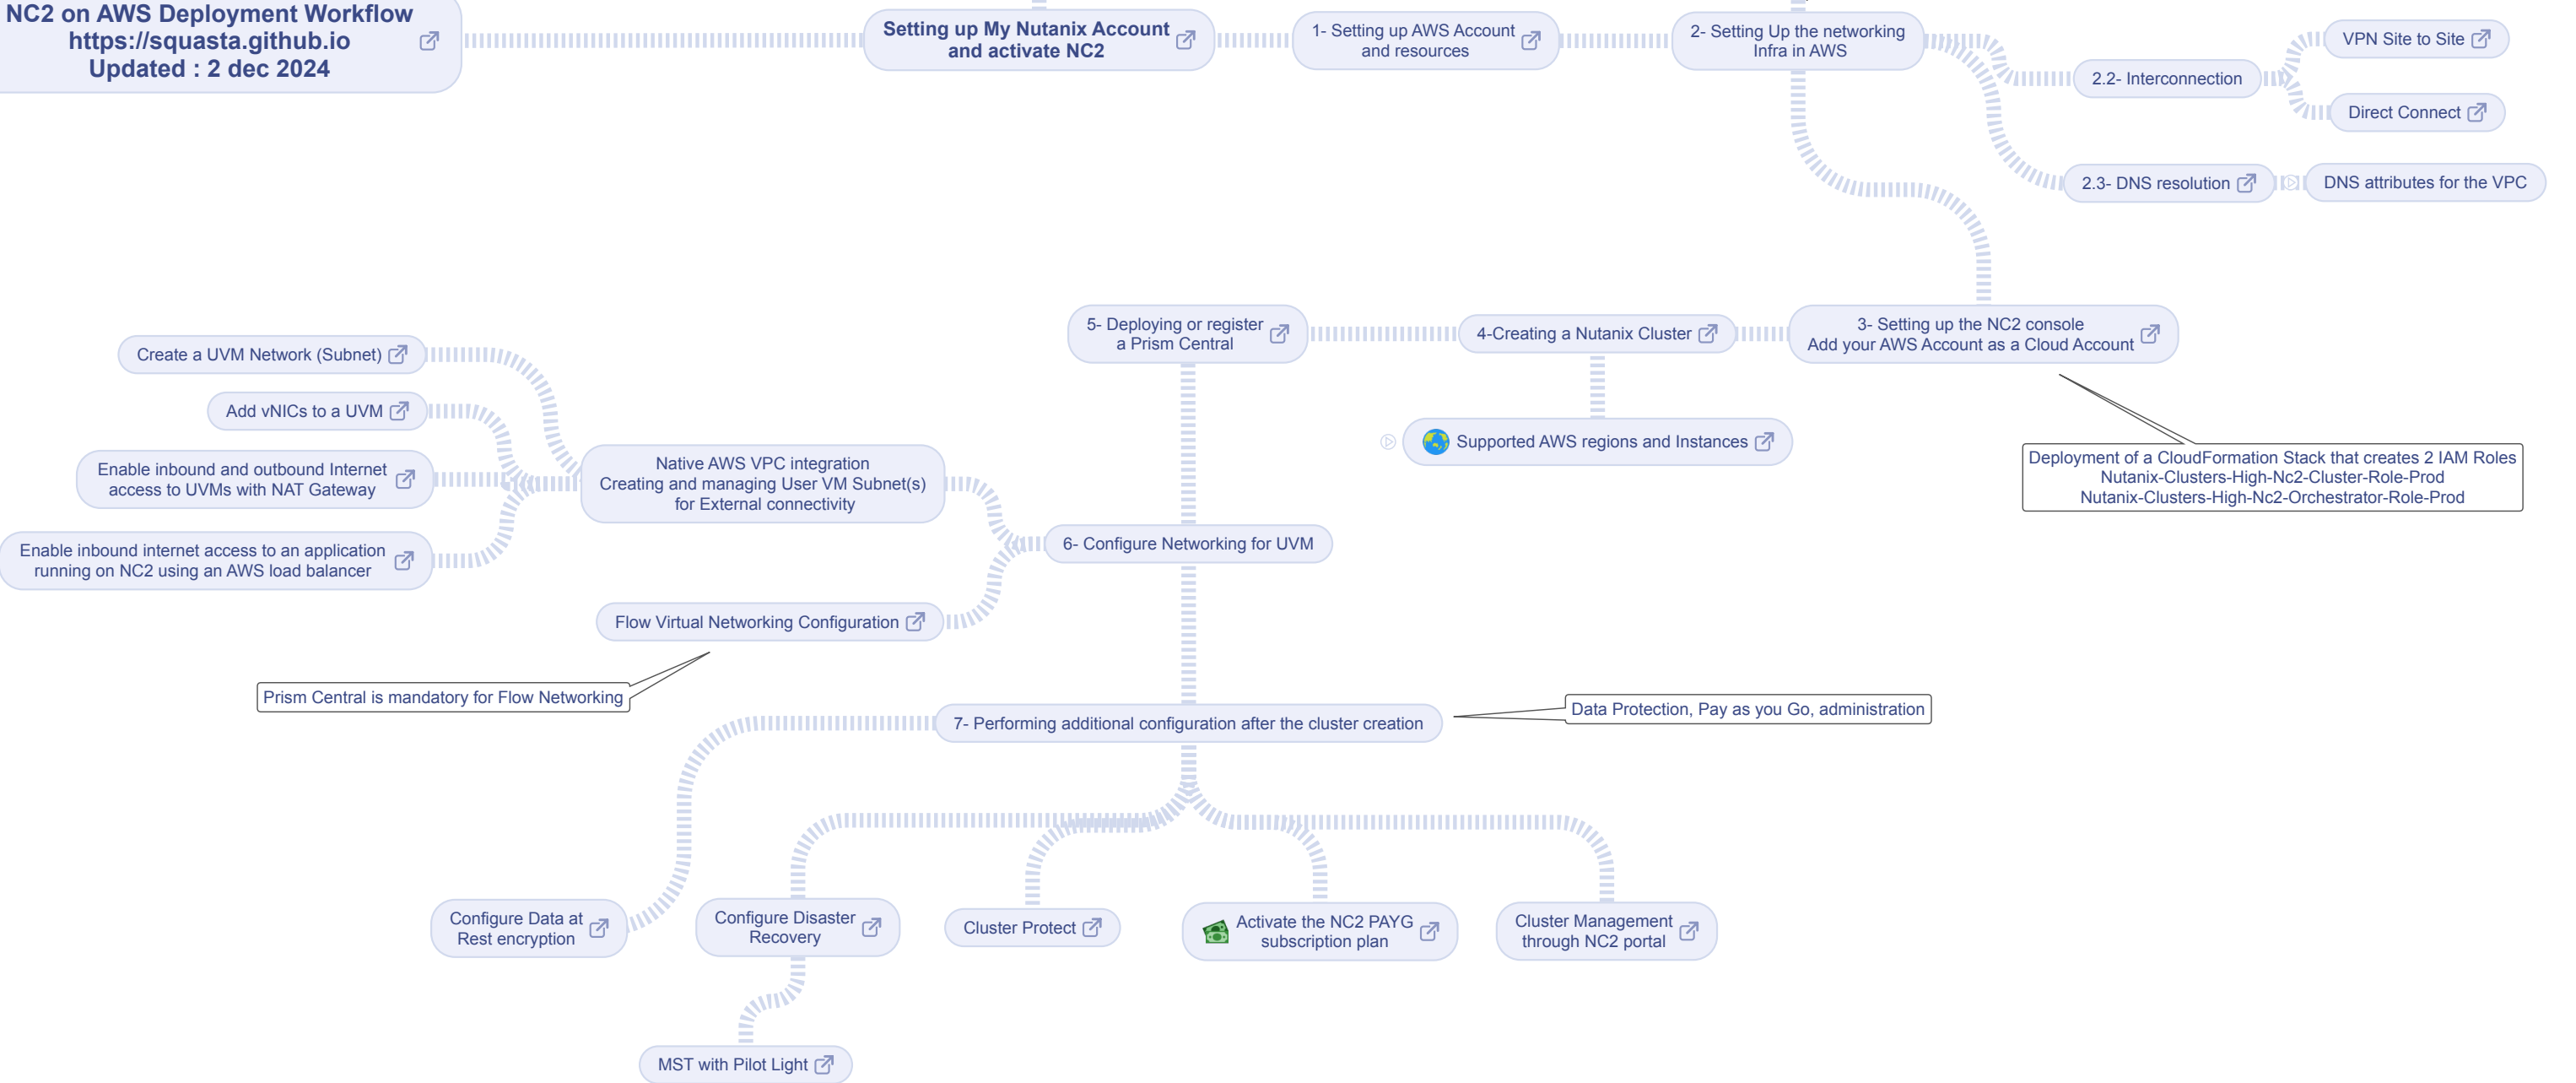 NC2 on AWS Deployment Workflow
https://squasta.github.io
Updated : 2 dec 2024
Setting up My Nutanix Account
and activate NC2
1- Setting up AWS Account
and resources
2- Setting Up the networking
Infra in AWS
2.2- Interconnection
VPN Site to Site
Direct Connect
2.3- DNS resolution
DNS attributes for the VPC
3- Setting up the NC2 console
Add your AWS Account as a Cloud Account
Deployment of a CloudFormation Stack that creates 2 IAM Roles
Nutanix-Clusters-High-Nc2-Cluster-Role-Prod
Nutanix-Clusters-High-Nc2-Orchestrator-Role-Prod
4-Creating a Nutanix Cluster
Supported AWS regions and Instances
5- Deploying or register
a Prism Central
6- Configure Networking for UVM
Native AWS VPC integration
Creating and managing User VM Subnet(s)
for External connectivity
Create a UVM Network (Subnet)
Add vNICs to a UVM
Enable inbound and outbound Internet
access to UVMs with NAT Gateway
Enable inbound internet access to an application
running on NC2 using an AWS load balancer
Flow Virtual Networking Configuration
Prism Central is mandatory for Flow Networking
7- Performing additional configuration after the cluster creation
Data Protection, Pay as you Go, administration
Configure Data at
Rest encryption
Configure Disaster
Recovery
MST with Pilot Light
Cluster Protect
Activate the NC2 PAYG
subscription plan
Cluster Management
through NC2 portal